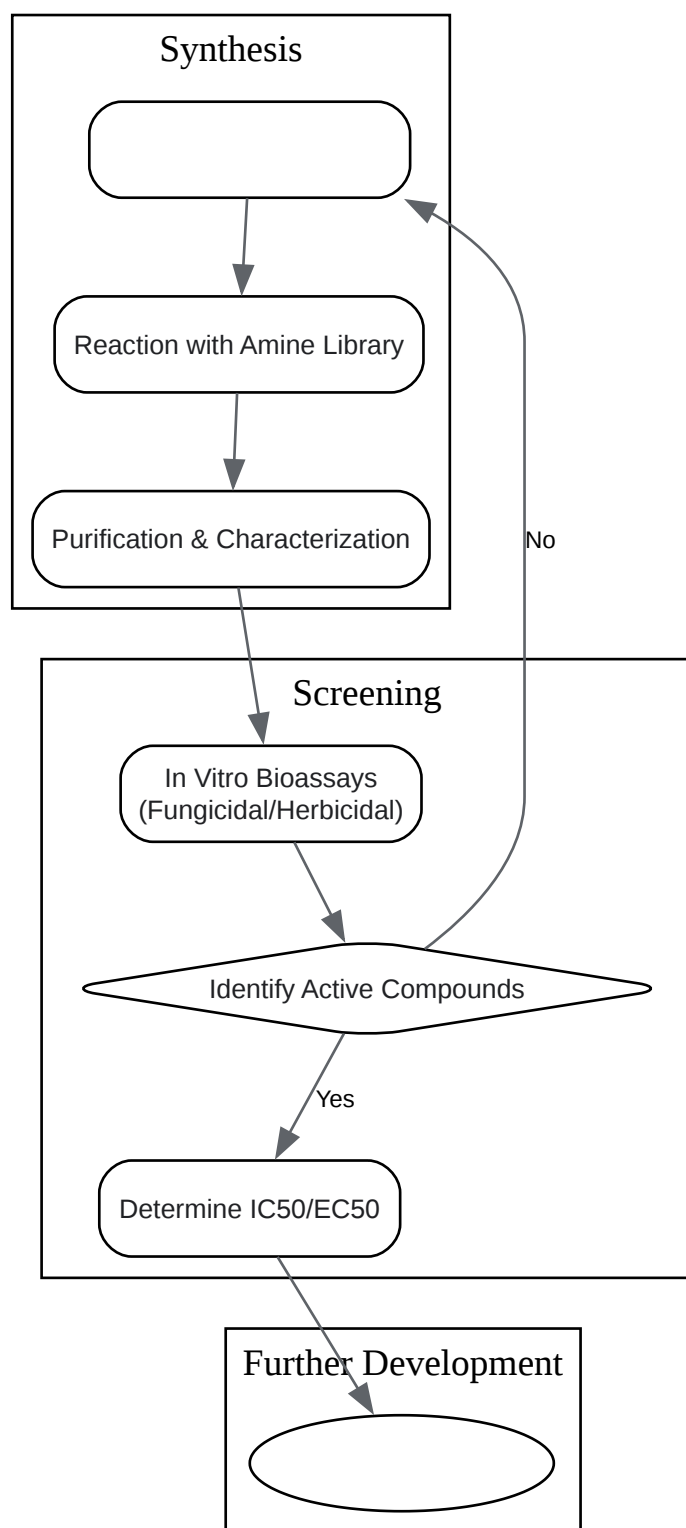 Synthesis
Reaction with Amine Library
Purification & Characterization
No
Screening
In Vitro Bioassays
(Fungicidal/Herbicidal)
Identify Active Compounds
Yes
Determine IC50/EC50
Further Development